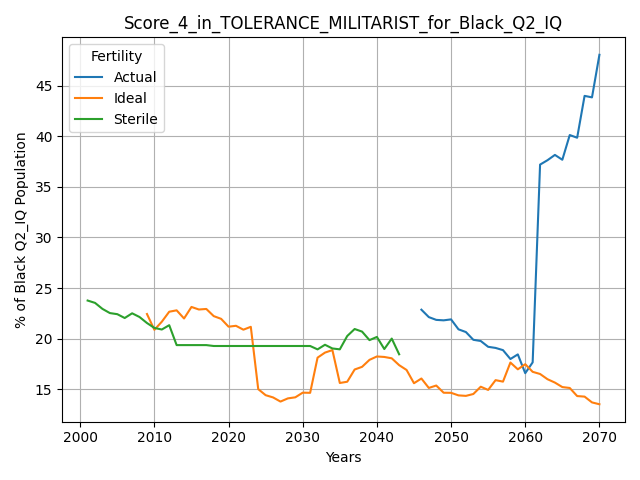 Score_4_in_TOLERANCE_MILITARIST_for_Black_Q2_IQ
Fertility
Actual
Ideal
Sterile
% of Black Q2_IQ Population
45
40
35
30
25
20
15
2000 2010 2020 2030 2040 2050 2060 2070
Years